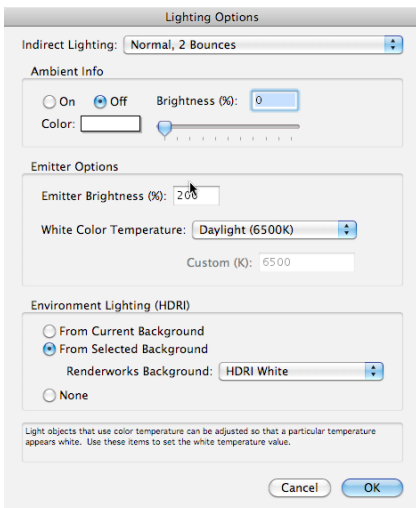 Lighting Options
Indirect Lighting: Normal, 2 Bounces
Ambient Info
On Off Brightness (%): 0
Color:
Emitter Options
Emitter Brightness (%): 200
White Color Temperature: Daylight (6500K)
Custom (K): 6500
Environment Lighting (HDRI)
From Current Background
From Selected Background
Renderworks Background: HDRI White
None
Light objects that use color temperature can be adjusted so that a particular temperature
appears white. Use these items to set the white temperature value.
Cancel OK